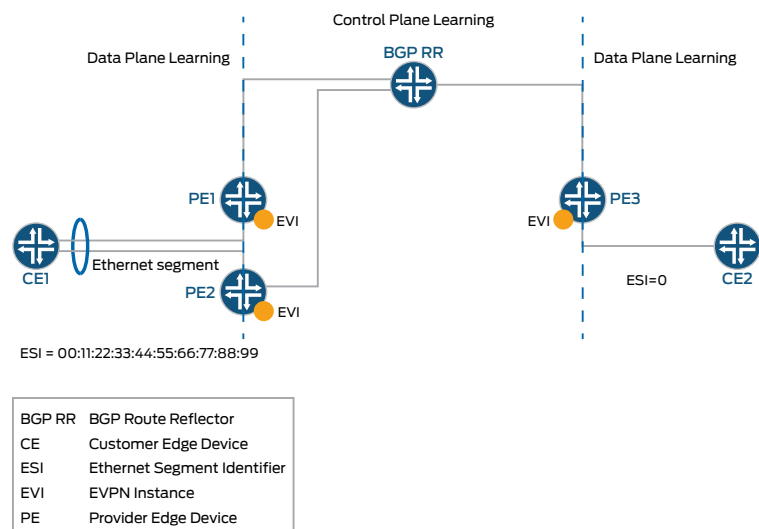 Control Plane Learning
Data Plane Learning
BGP RR
Data Plane Learning
PE1
EVI
PE3
EVI
CE1
Ethernet segment
PE2
EVI
ESI=0
CE2
ESI = 00:11:22:33:44:55:66:77:88:99
BGP RR BGP Route Reflector
CE Customer Edge Device
ESI Ethernet Segment Identifier
EVI EVPN Instance
PE Provider Edge Device